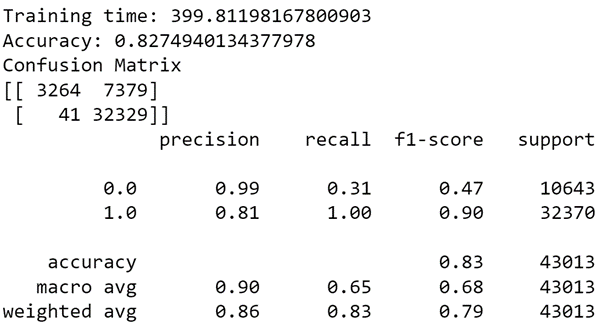 Training time: 399.81198167800903
Accuracy: 0.8274940134377978
Confusion Matrix
[[ 3264  7379]
 [   41 32329]]
              precision    recall  f1-score   support

         0.0       0.99      0.31      0.47     10643
         1.0       0.81      1.00      0.90     32370

    accuracy                           0.83     43013
   macro avg       0.90      0.65      0.68     43013
weighted avg       0.86      0.83      0.79     43013